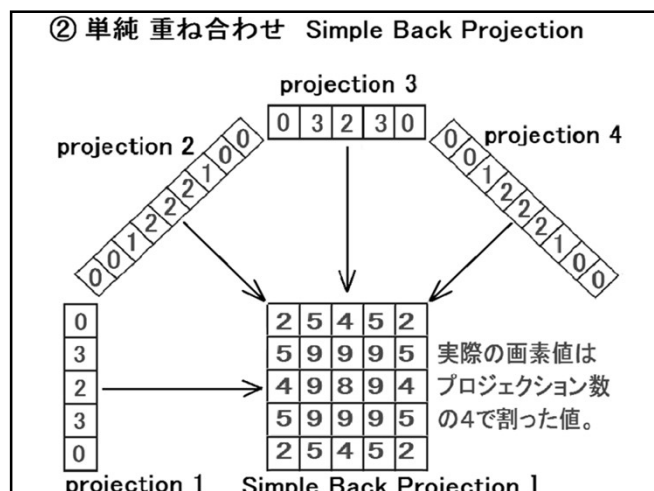 ② 単純 重ね合わせ Simple Back Projection
projection 3
0 3 2 3 0
projection 2
0 0 1 2 2 2 1 0 0
projection 4
0 0 1 2 2 2 1 0 0
0
3
2
3
0
projection 1
2 5 4 5 2
5 9 9 9 5
4 9 8 9 4
5 9 9 9 5
2 5 4 5 2
実際の画素値は
プロジェクション数
の4で割った値。
Simple Back Projection